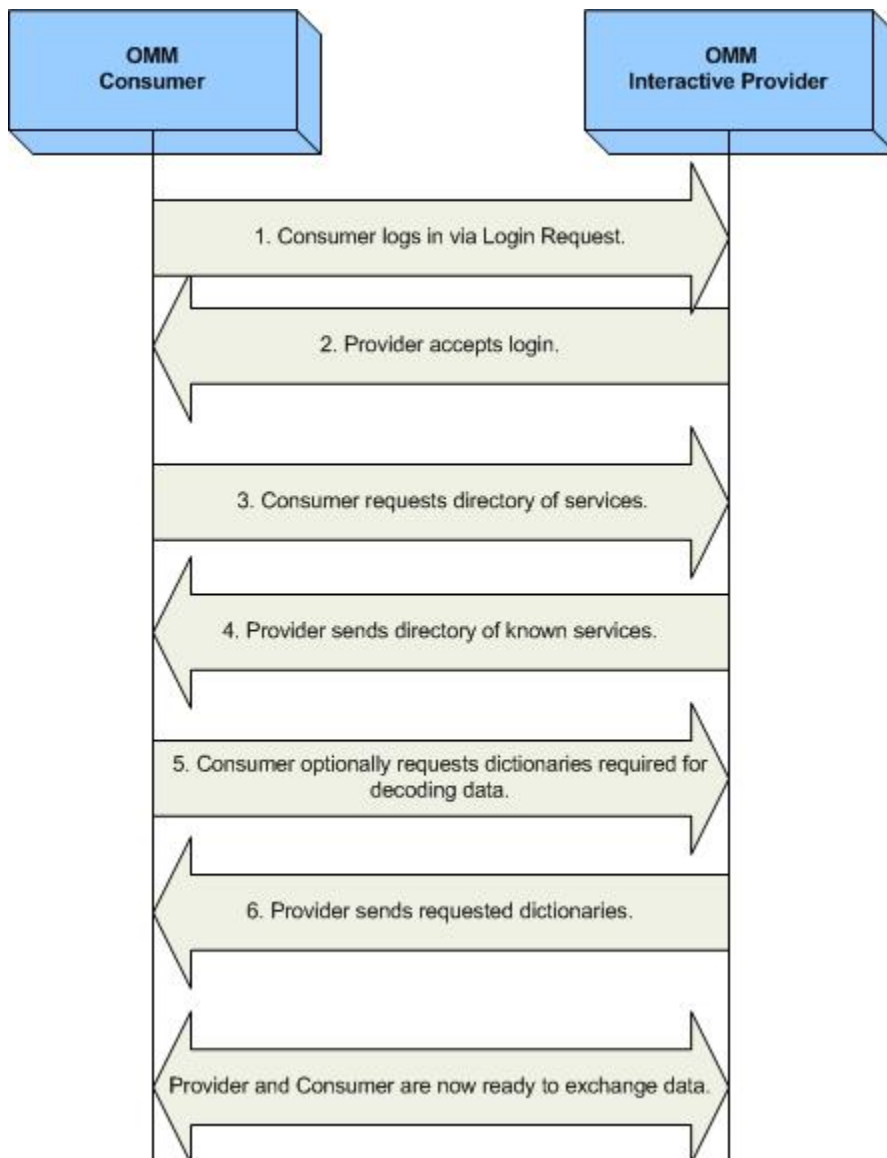 OMM
Consumer
OMM
Interactive Provider
1. Consumer logs in via Login Request.
2. Provider accepts login.
3. Consumer requests directory of services.
4. Provider sends directory of known services.
5. Consumer optionally requests dictionaries required for
decoding data.
6. Provider sends requested dictionaries.
Provider and Consumer are now ready to exchange data.